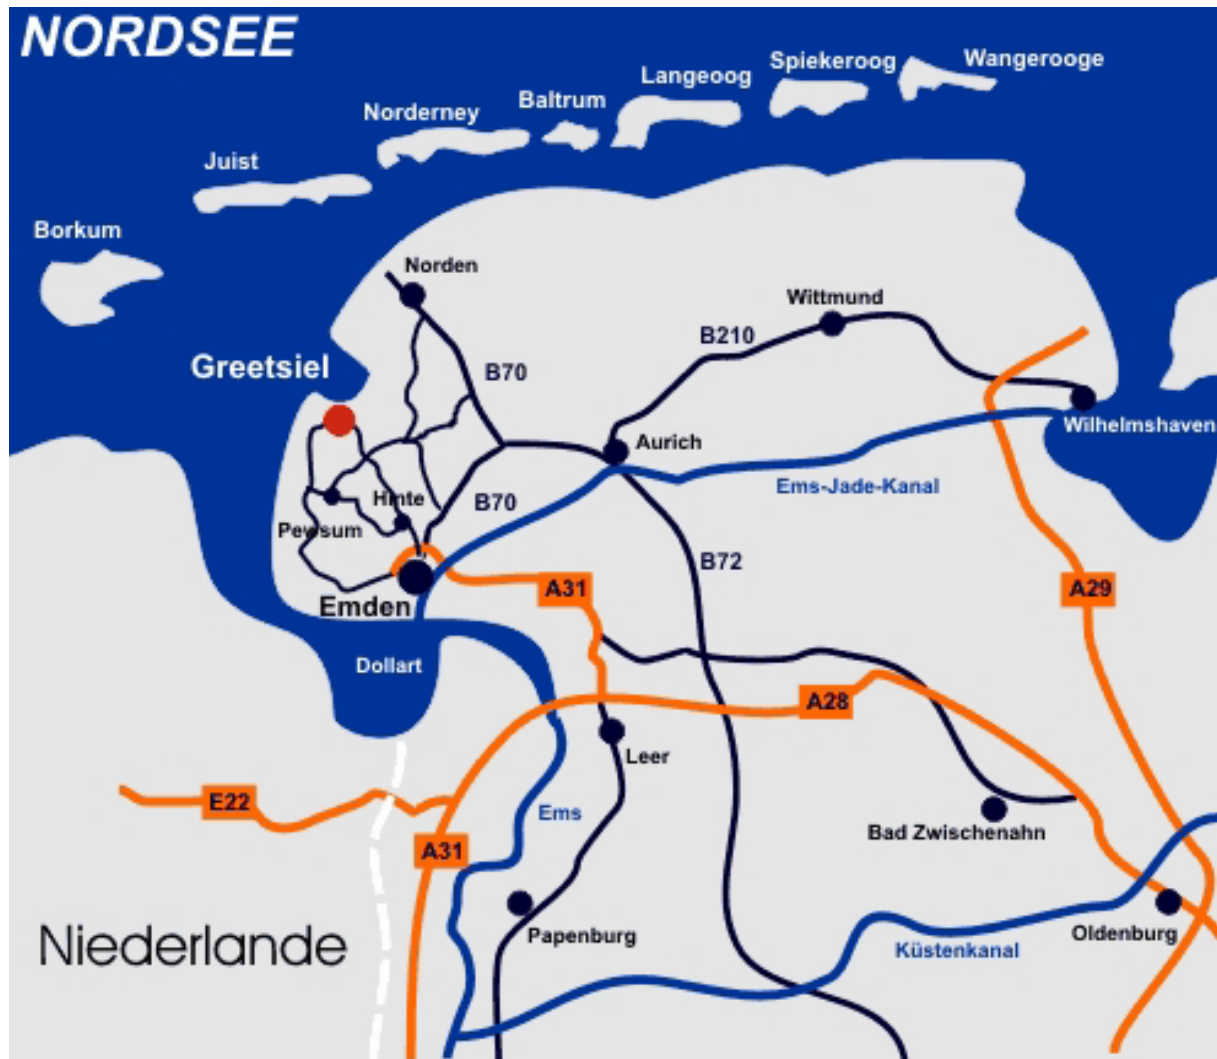 NORDSEE
Wangerooge
Spiekeroog
Langeoog
Baltrum
Norderney
Juist
Borkum
Norden
Wittmund
B210
Greetsiel
B70
Wilhelmshaven
Aurich
Ems-Jade-Kanal
Hinte
B70
Pewsum
B72
A31
A29
Emden
Dollart
A28
Leer
E22
Ems
Bad Zwischenahn
A31
Niederlande
Papenburg
Oldenburg
Küstenkanal